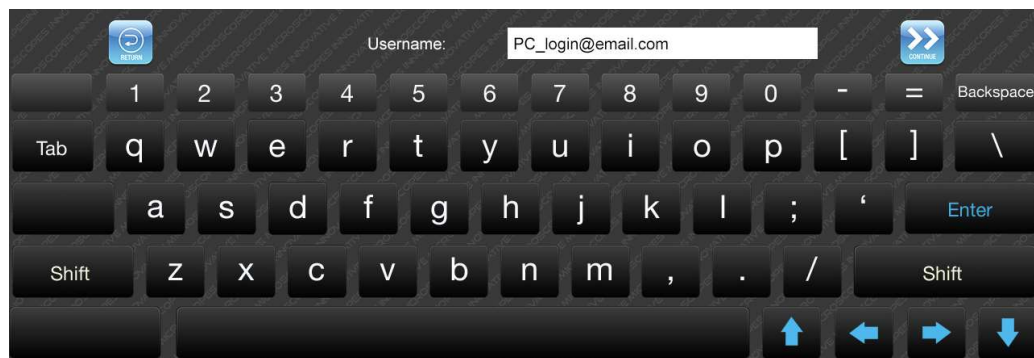 RETURN Username: PC_login@email.com CONTINUE
1 2 3 4 5 6 7 8 9 0 - = Backspace
Tab q w e r t y u i o p [ ] \
a s d f g h j k l ; ‘ Enter
Shift z x c v b n m , . / Shift